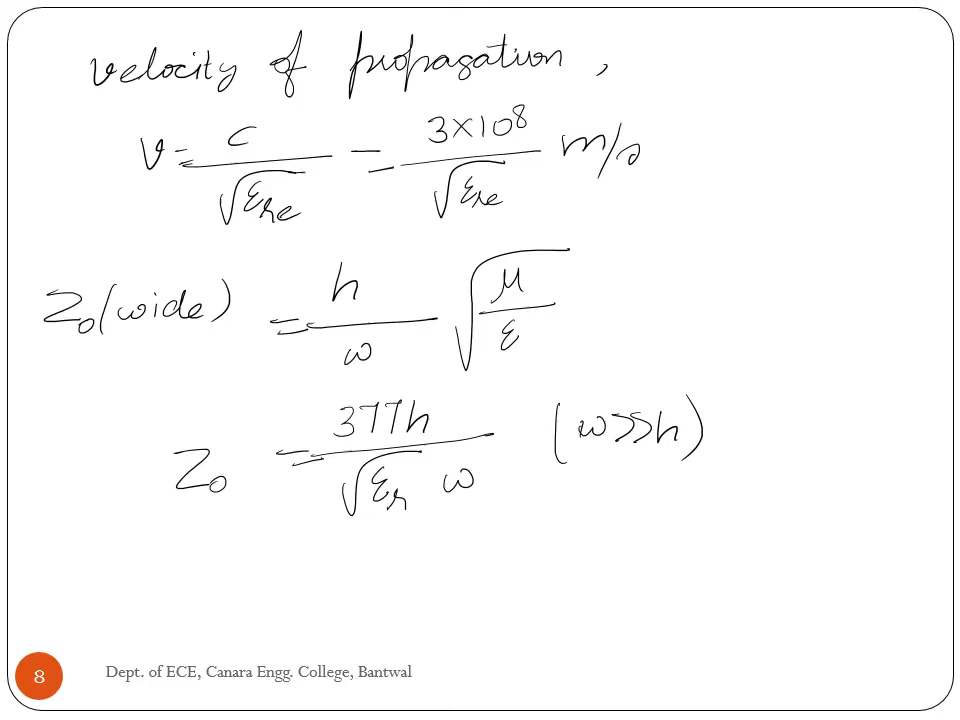 velocity of propagation,
v = c / √εre = 3×10⁸ / √εre m/s
Z₀(wide) = h / w √(μ/ε)
Z₀ = 377h / √εr w (w>>h)
8 Dept. of ECE, Canara Engg. College, Bantwal